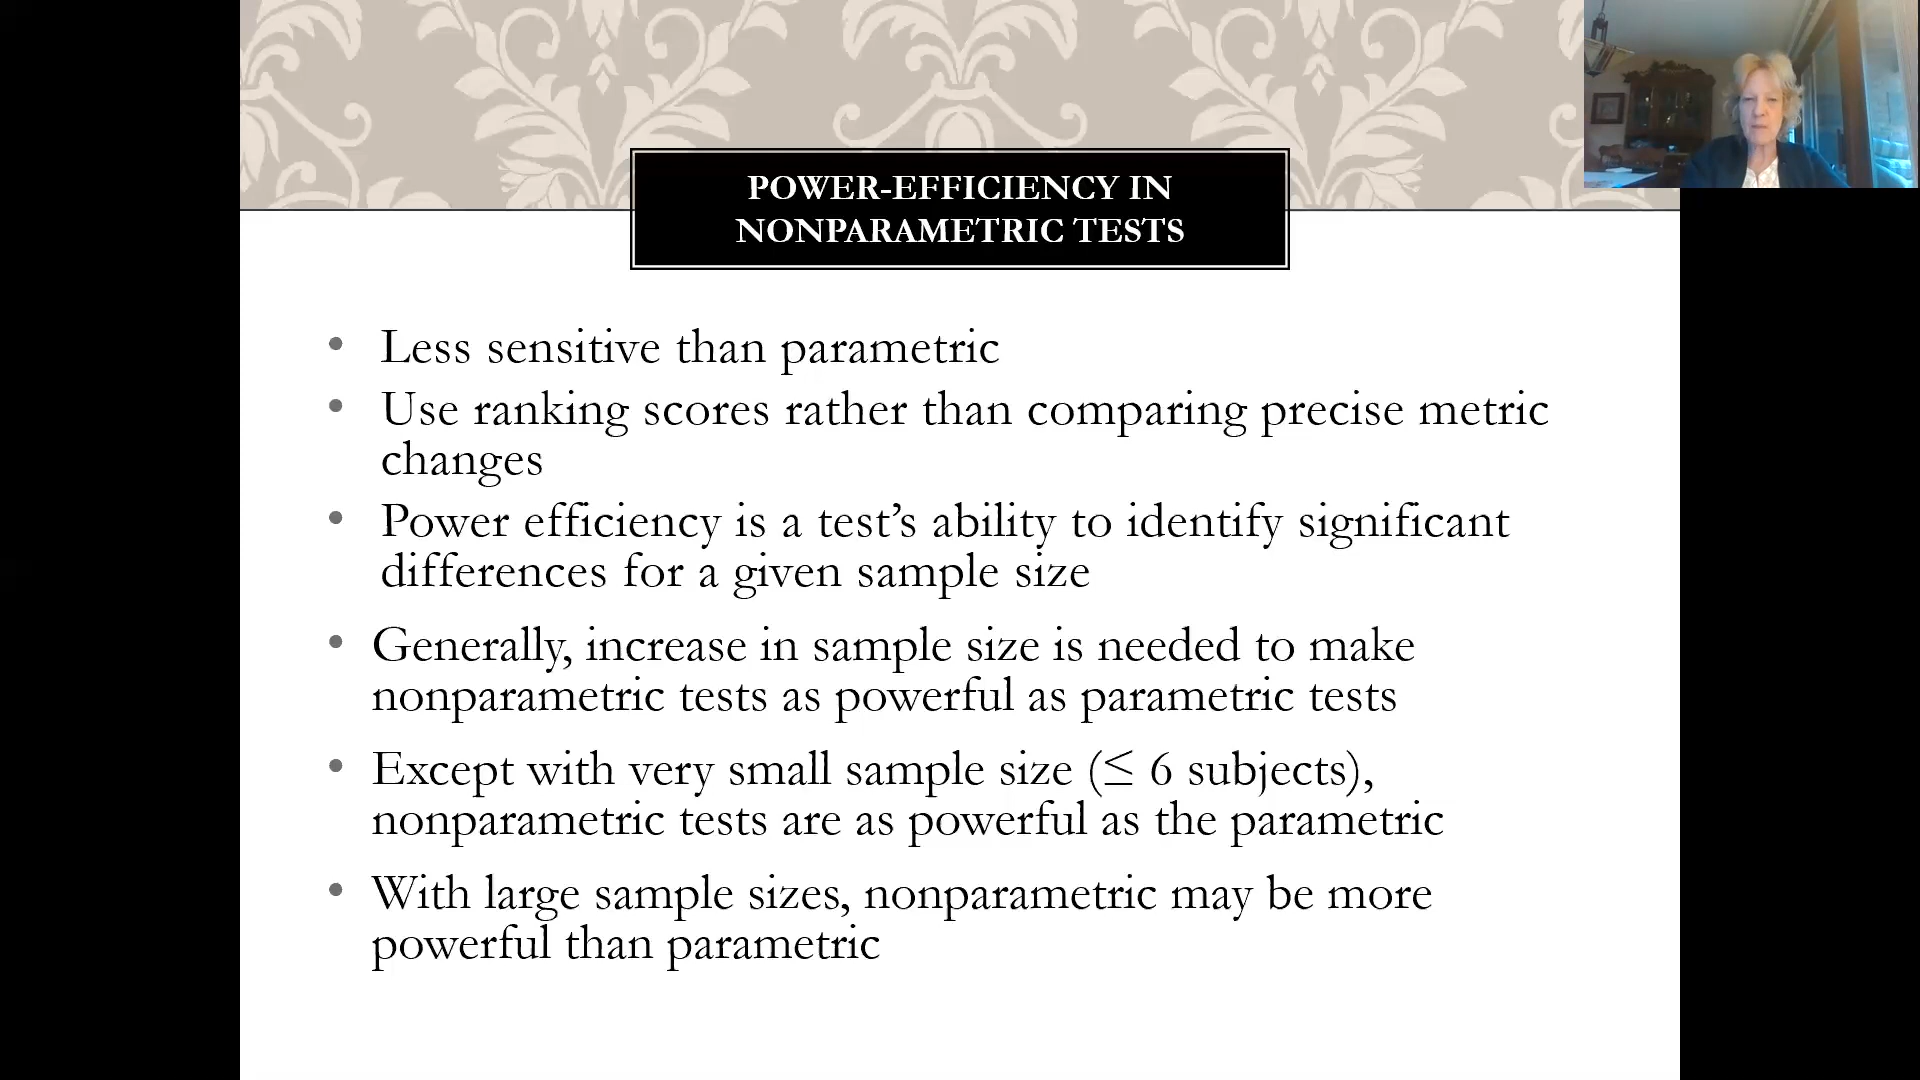 POWER-EFFICIENCY IN
NONPARAMETRIC TESTS
• Less sensitive than parametric
• Use ranking scores rather than comparing precise metric
changes
• Power efficiency is a test’s ability to identify significant
differences for a given sample size
• Generally, increase in sample size is needed to make
nonparametric tests as powerful as parametric tests
• Except with very small sample size (≤ 6 subjects),
nonparametric tests are as powerful as the parametric
• With large sample sizes, nonparametric may be more
powerful than parametric